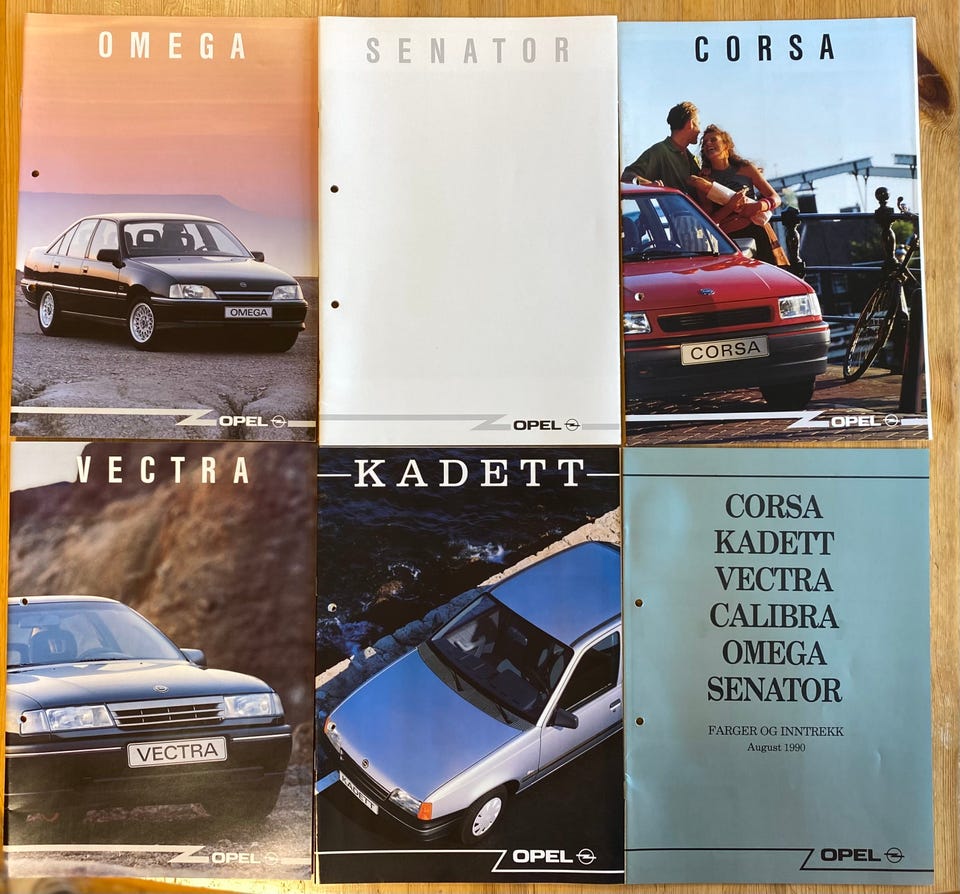 OMEGA
OMEGA
OPEL
SENATOR
OPEL
CORSA
CORSA
OPEL
VECTRA
VECTRA
OPEL
KADETT
KADETT
OPEL
CORSA
KADETT
VECTRA
CALIBRA
OMEGA
SENATOR
FARGER OG INNTREKK
August 1990
OPEL